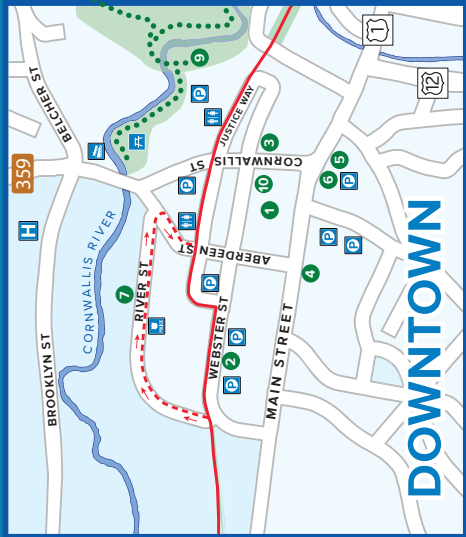 DOWNTOWN
BELCHER ST
359
H
BROOKLYN ST
CORNWALLIS RIVER
RIVER ST
7
PARK
9
P
JUSTICE WAY
CORNWALLIS ST
3
10
1
P
ABERDEEN ST
P
WEBSTER ST
P
2
P
MAIN STREET
4
P
P
5
6
P
1
12